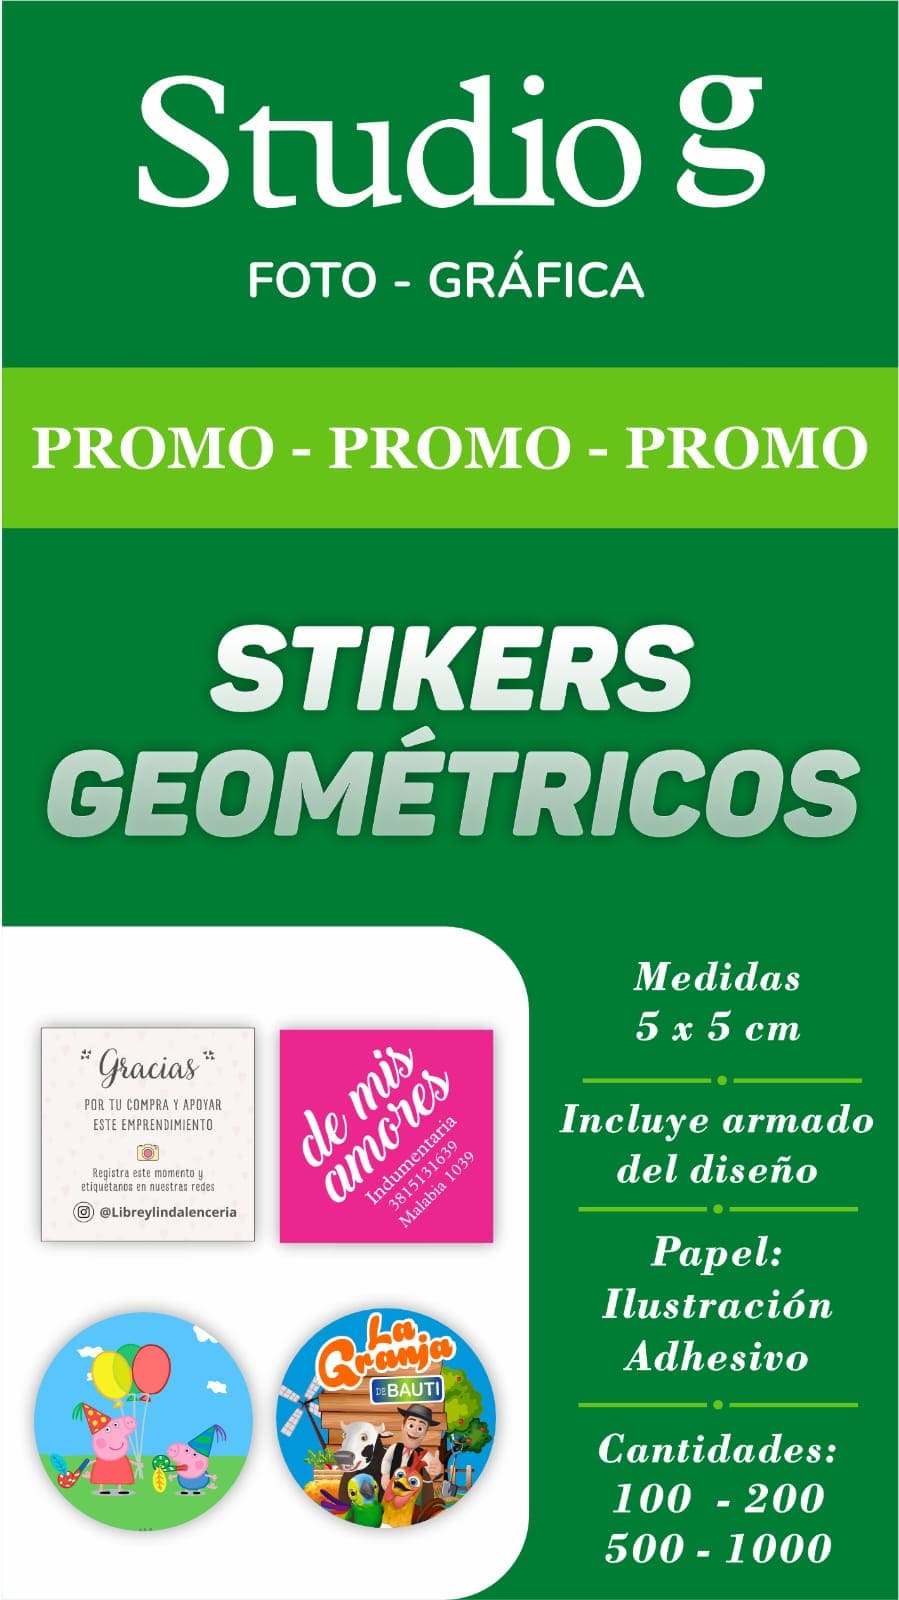 Studio g
FOTO - GRÁFICA
PROMO - PROMO - PROMO
STIKERS
GEOMÉTRICOS
Gracias
POR TU COMPRA Y APOYAR
ESTE EMPRENDIMIENTO
Registra este momento y
etiquetanos en nuestras redes
@Libreylindalenceria
de mis
amores
Indumentaria
3815131639
Malabia 1039
La
Granja
DE BAUTI
Medidas
5 x 5 cm
Incluye armado
del diseño
Papel:
Ilustración
Adhesivo
Cantidades:
100 - 200
500 - 1000